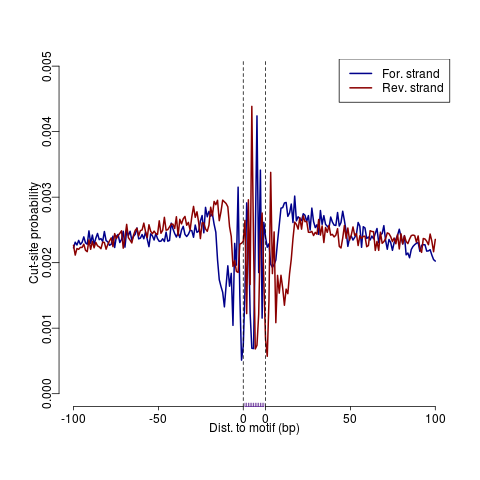 For. strand
Rev. strand
Cut-site probability
0.005
0.004
0.003
0.002
0.001
0.000
-100 -50 0 0 50 100
Dist. to motif (bp)